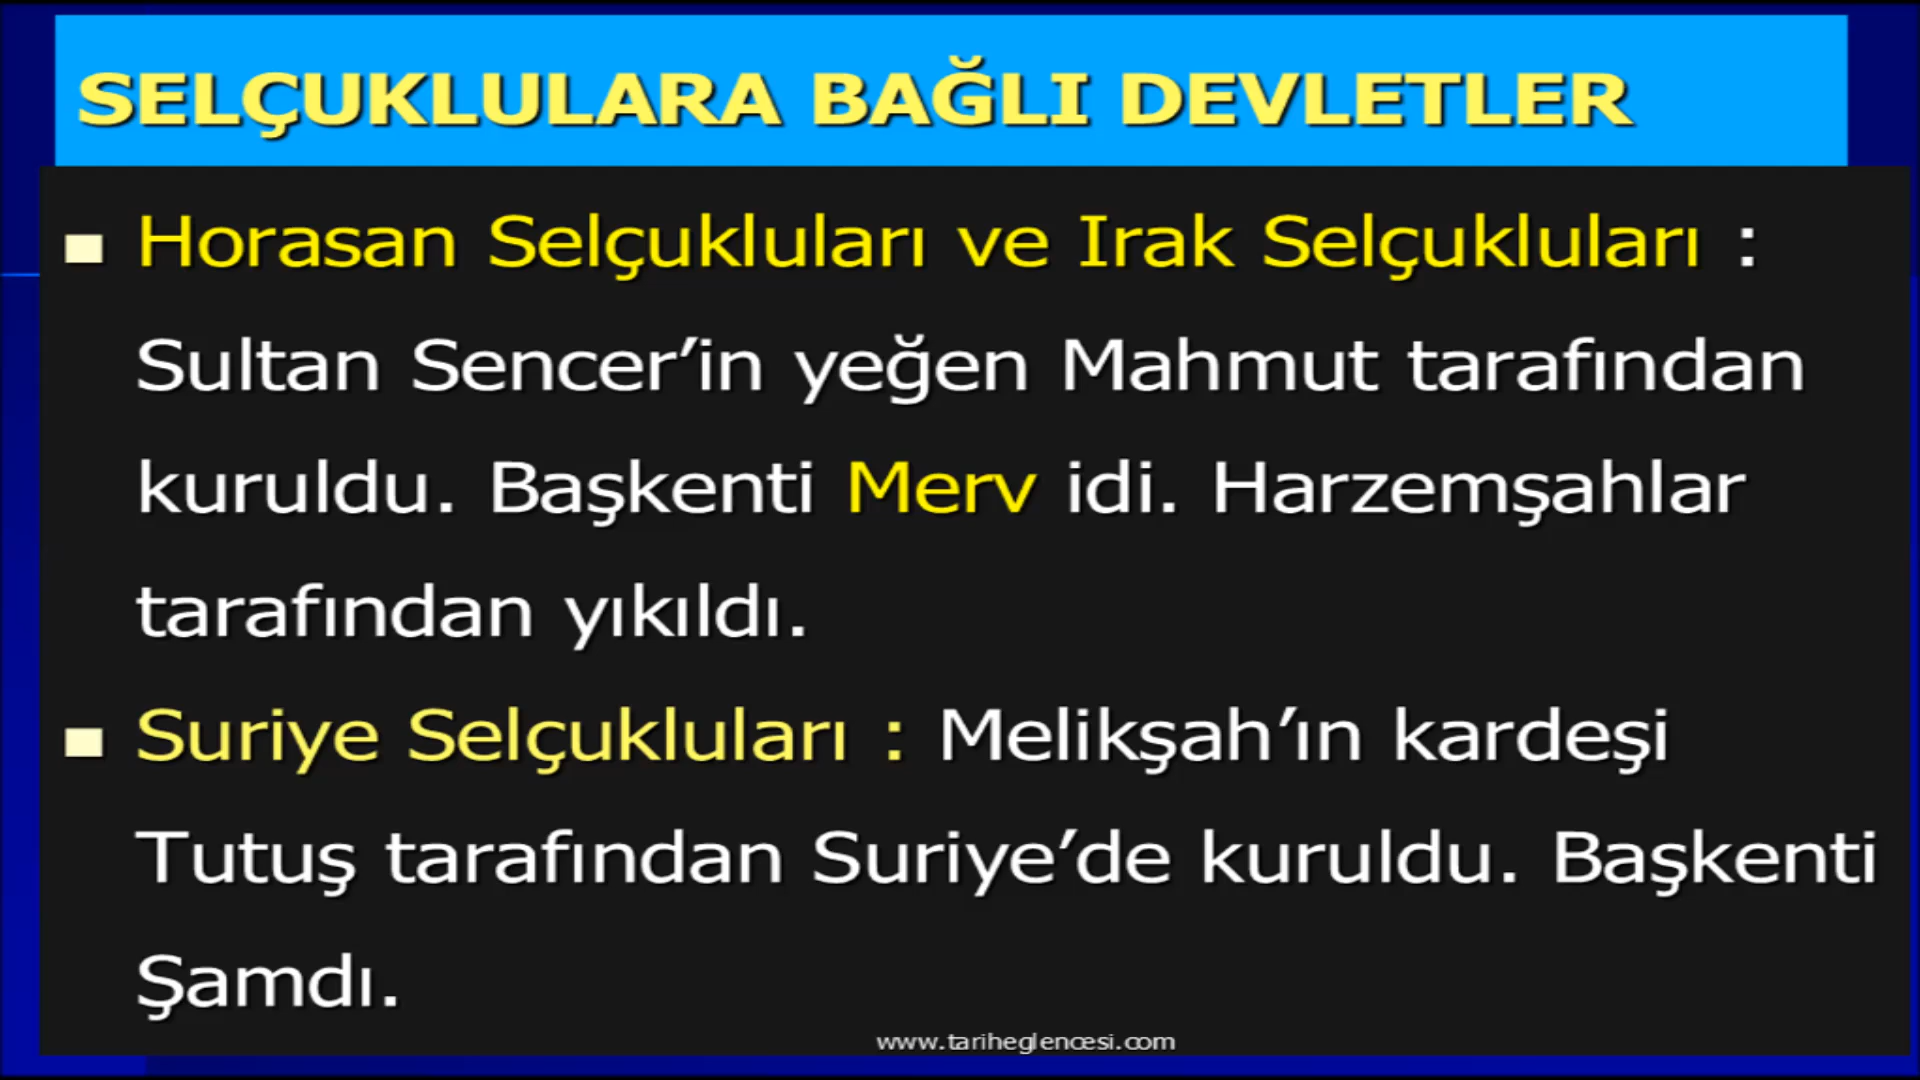 SELÇUKLULARA BAĞLI DEVLETLER
Horasan Selçukluları ve Irak Selçukluları :
Sultan Sencer’in yeğen Mahmut tarafından
kuruldu. Başkenti Merv idi. Harzemşahlar
tarafından yıkıldı.
Suriye Selçukluları : Melikşah’ın kardeşi
Tutuş tarafından Suriye’de kuruldu. Başkenti
Şamdı.
www.tariheglencesi.com